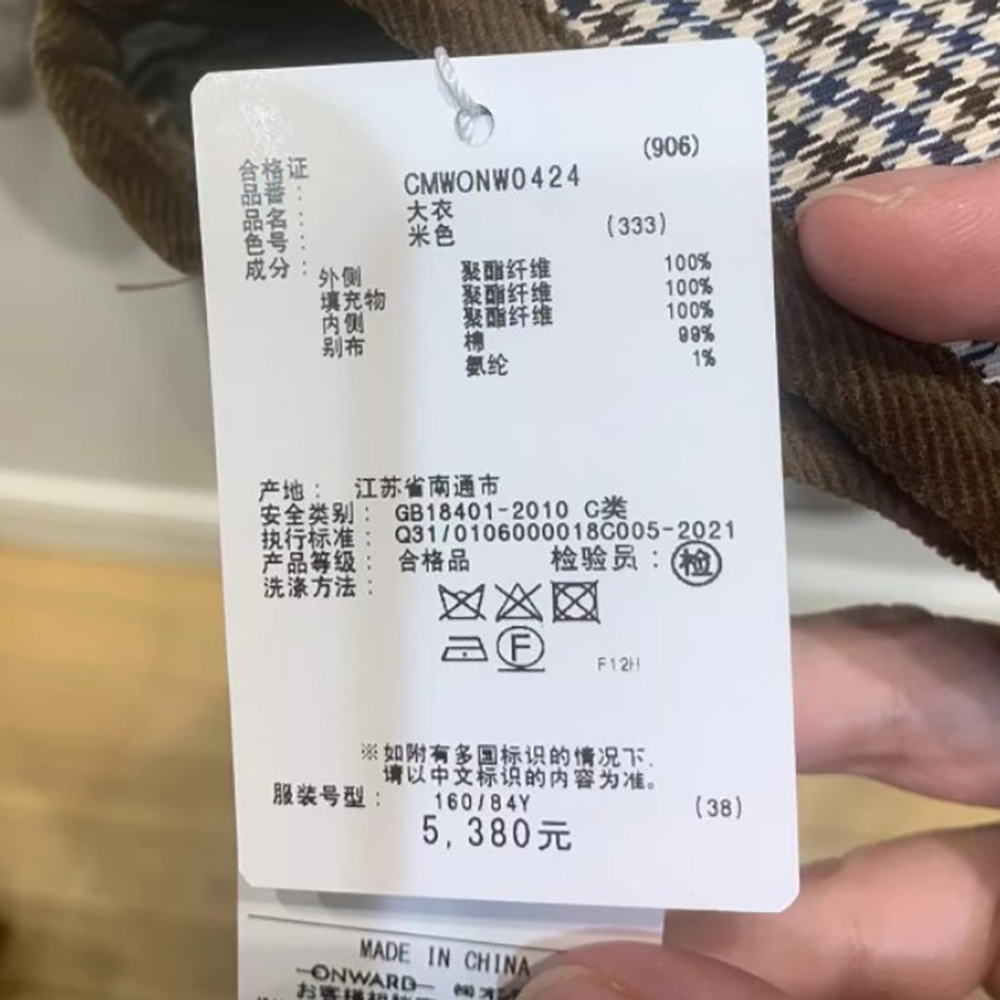 (906)
合格证
品番： CMWONW0424
品名： 大衣
色号： 米色 (333)
成分：
外侧 聚酯纤维 100%
填充物 聚酯纤维 100%
内侧 聚酯纤维 100%
别布 棉 99%
氨纶 1%
产地： 江苏省南通市
安全类别： GB18401-2010 C类
执行标准： Q31/0106000018C005-2021
产品等级： 合格品 检验员：检
洗涤方法：
F
F12H
※如附有多国标识的情况下.
请以中文标识的内容为准。
服装号型： 160/84Y (38)
5,380元
MADE IN CHINA
ONWARD
お客様相談